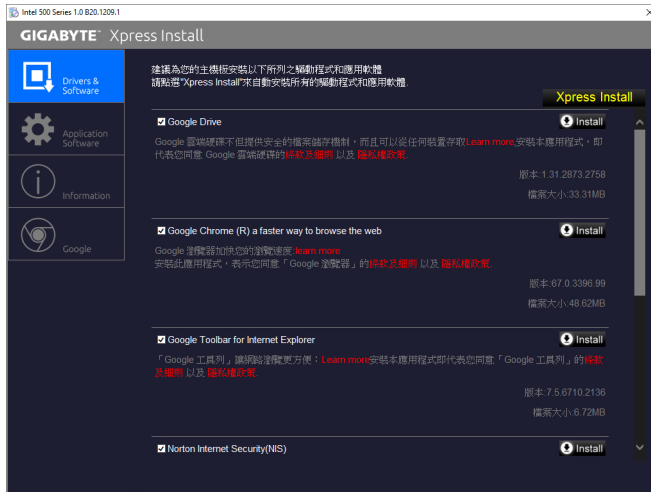 Intel 500 Series 1.0 B20.1209.1
GIGABYTE™ Xpress Install
Drivers & Software
Application Software
Information
Google
建議為您的主機板安裝以下所列之驅動程式和應用軟體
請點選"Xpress Install"來自動安裝所有的驅動程式和應用軟體.
Xpress Install
Google Drive
Install
Google 雲端硬碟不但提供安全的檔案儲存機制,而且可以從任何裝置存取Learn more,安裝本應用程式,即
代表您同意 Google 雲端硬碟的條款及細則 以及 隱私權政策.
版本:1.31.2873.2758
檔案大小:33.31MB
Google Chrome (R) a faster way to browse the web
Install
Google 瀏覽器加快您的瀏覽速度.learn more
安裝此應用程式,表示您同意「Google 瀏覽器」的條款及細則 以及 隱私權政策.
版本:67.0.3396.99
檔案大小:48.62MB
Google Toolbar for Internet Explorer
Install
「Google 工具列」讓網路瀏覽更方便:Learn more安裝本應用程式即代表您同意「Google 工具列」的條款
及細則 以及 隱私權政策.
版本:7.5.6710.2136
檔案大小:6.72MB
Norton Internet Security(NIS)
Install